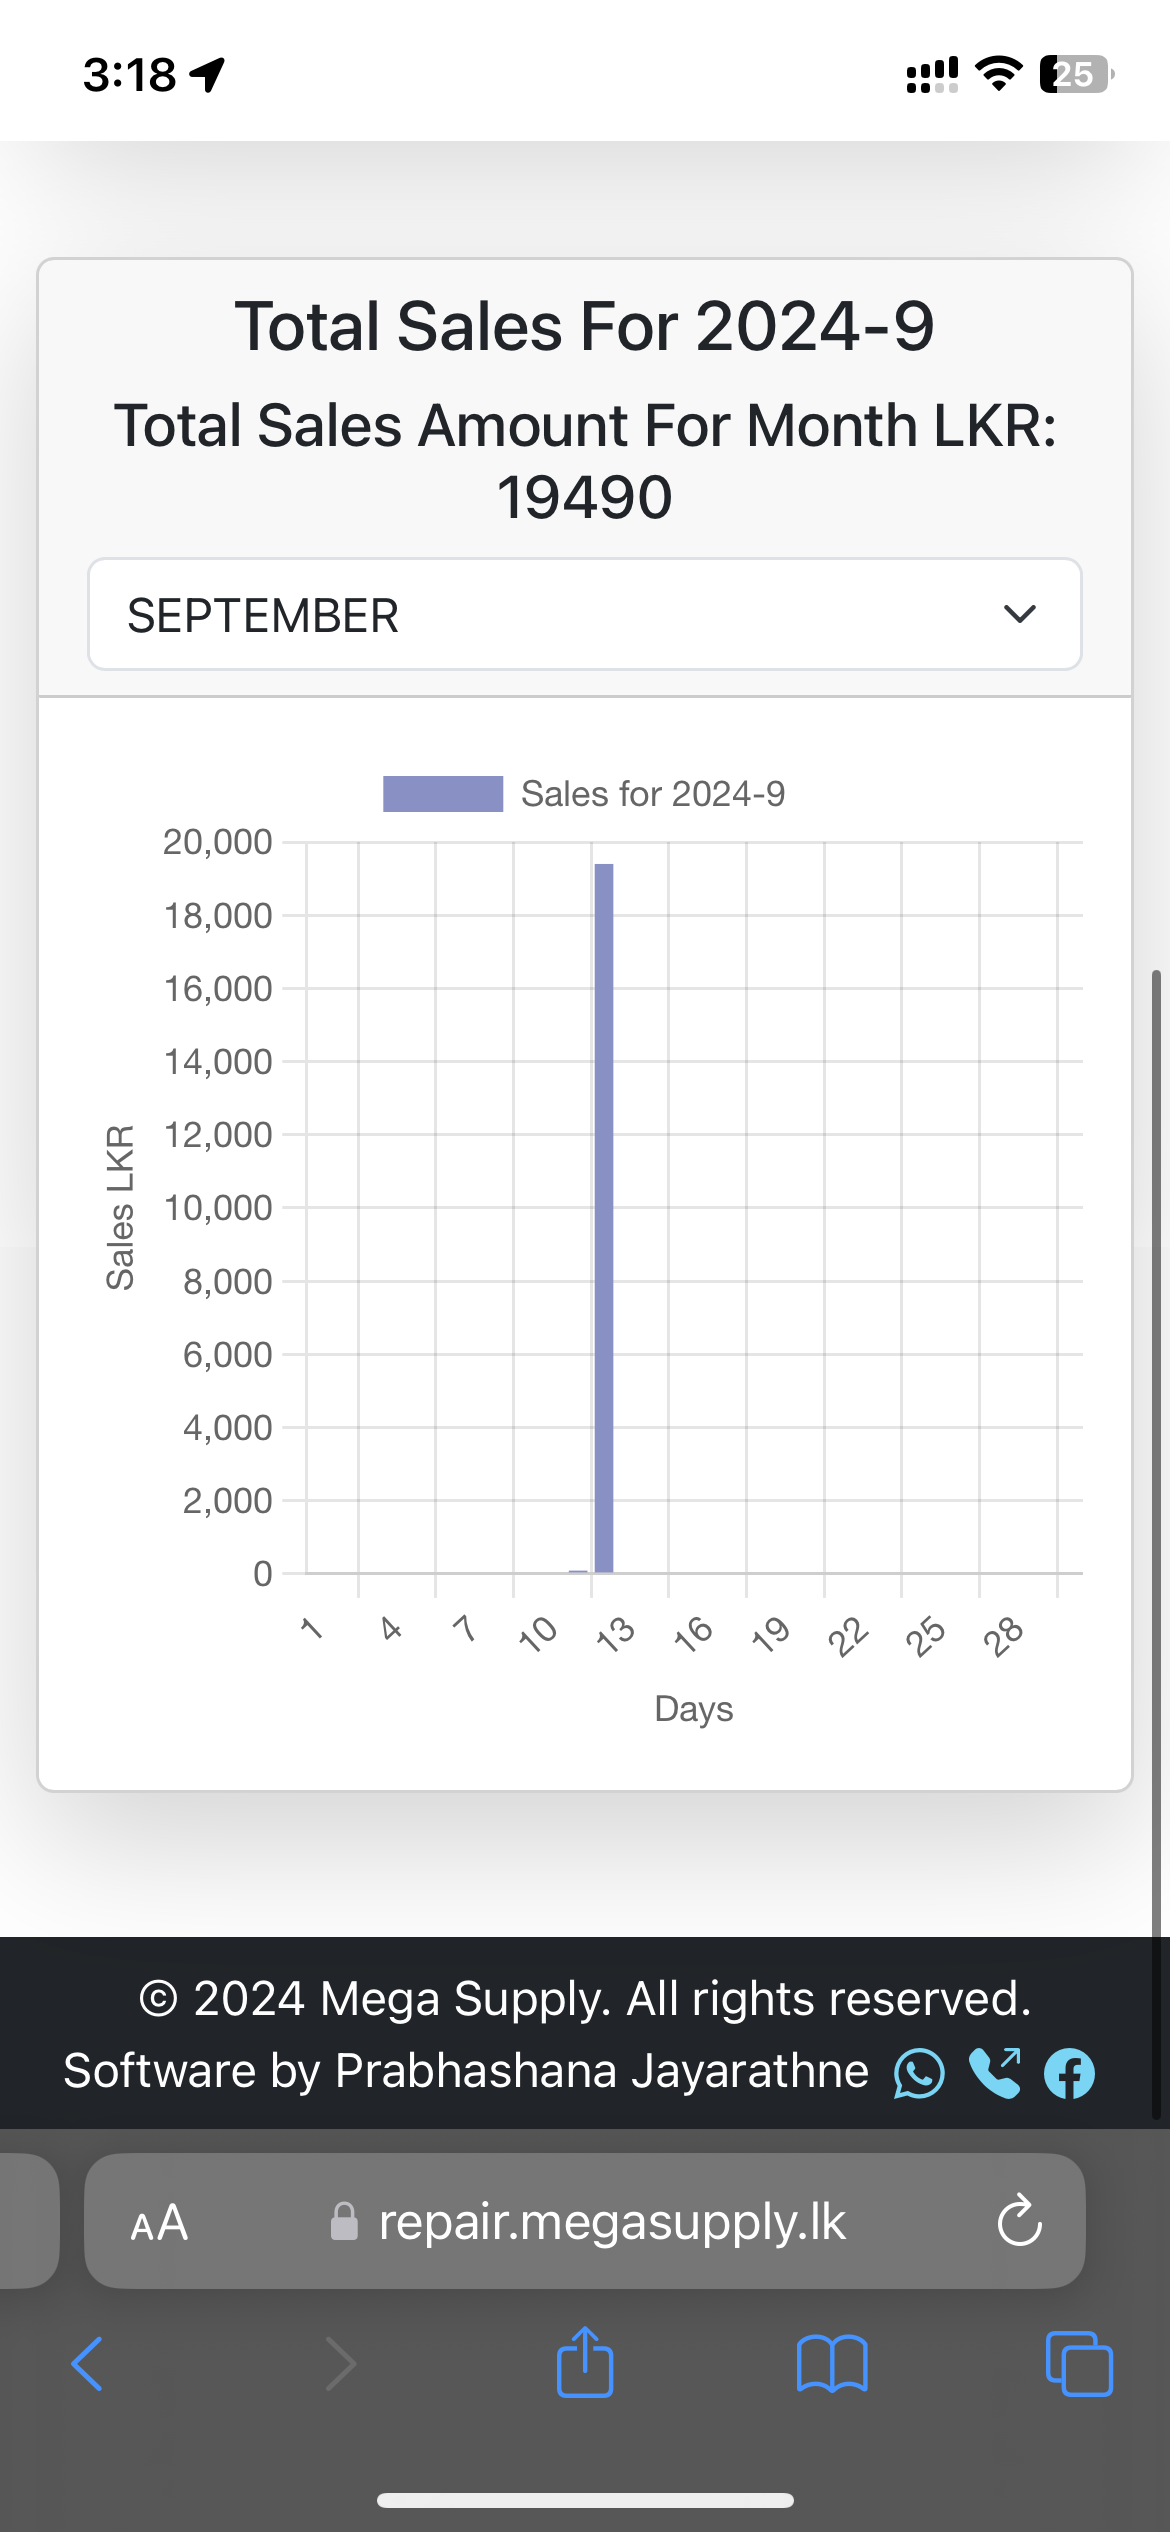 3:18
25
Total Sales For 2024-9
Total Sales Amount For Month LKR:
19490
SEPTEMBER
Sales for 2024-9
20,000
18,000
16,000
14,000
12,000
10,000
8,000
6,000
4,000
2,000
0
Sales LKR
1 4 7 10 13 16 19 22 25 28
Days
© 2024 Mega Supply. All rights reserved.
Software by Prabhashana Jayarathne
AA repair.megasupply.lk